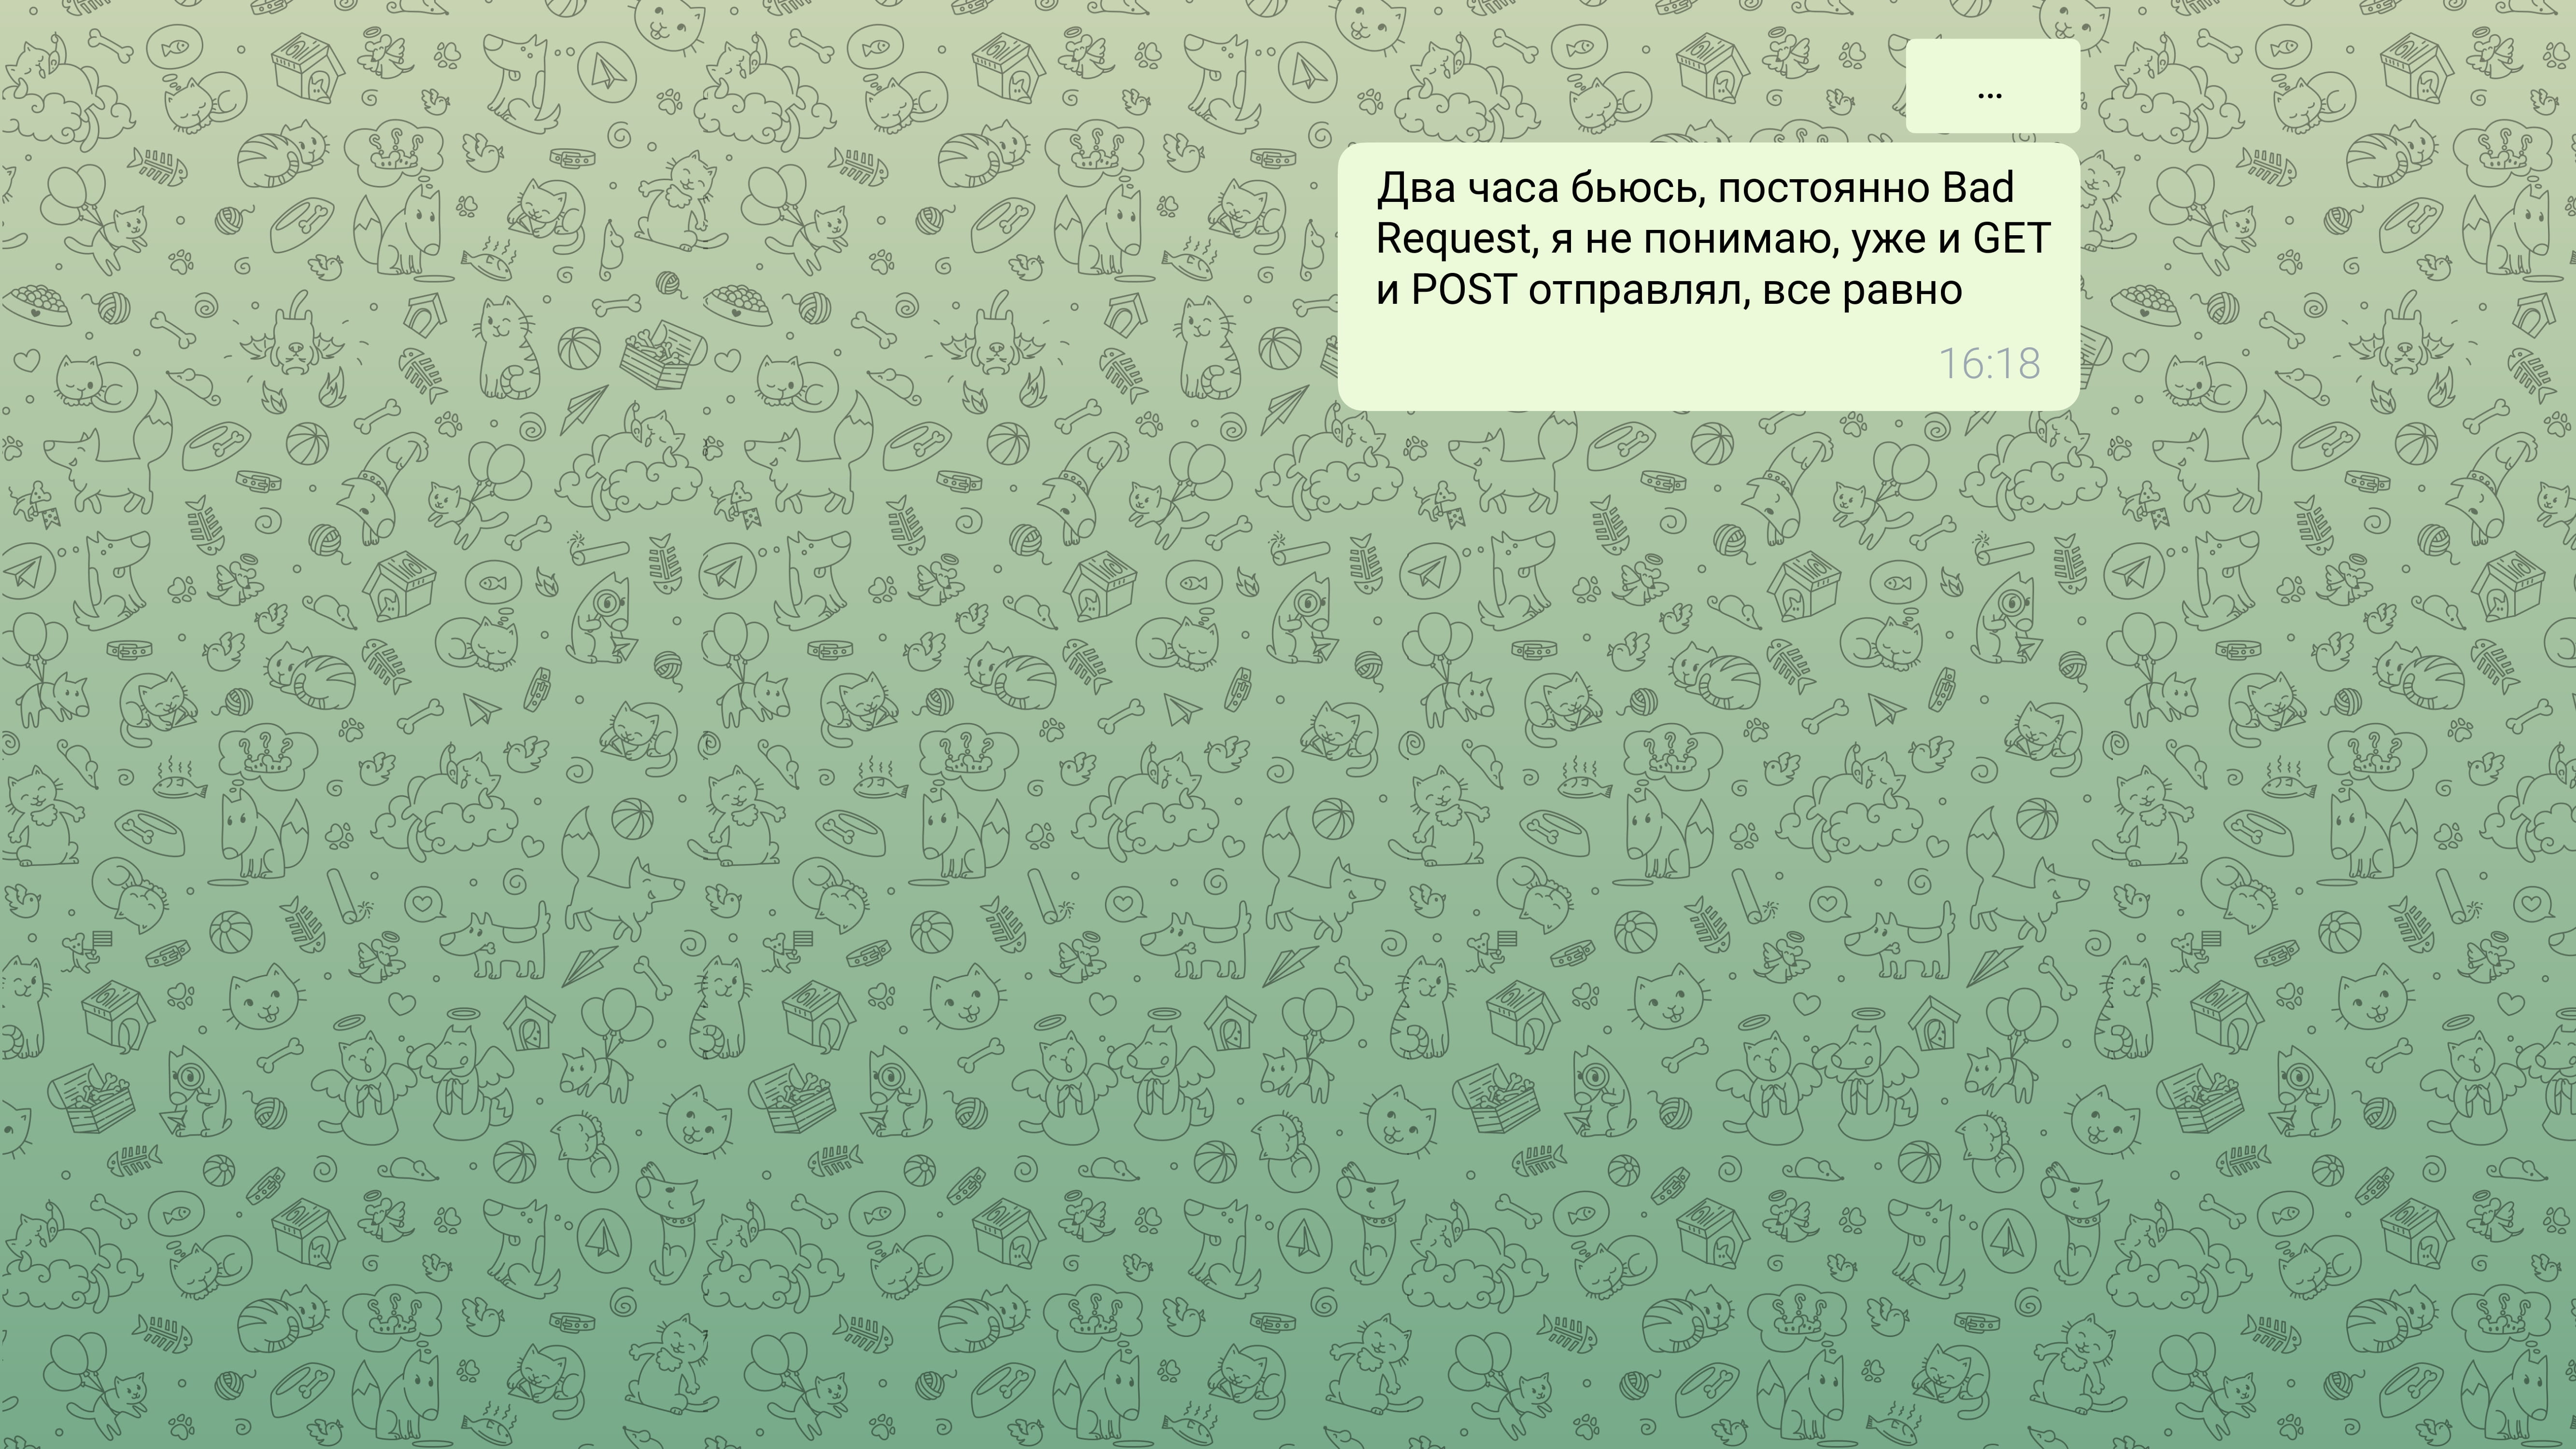 ...
Два часа бьюсь, постоянно Bad
Request, я не понимаю, уже и GET
и POST отправлял, все равно
16:18